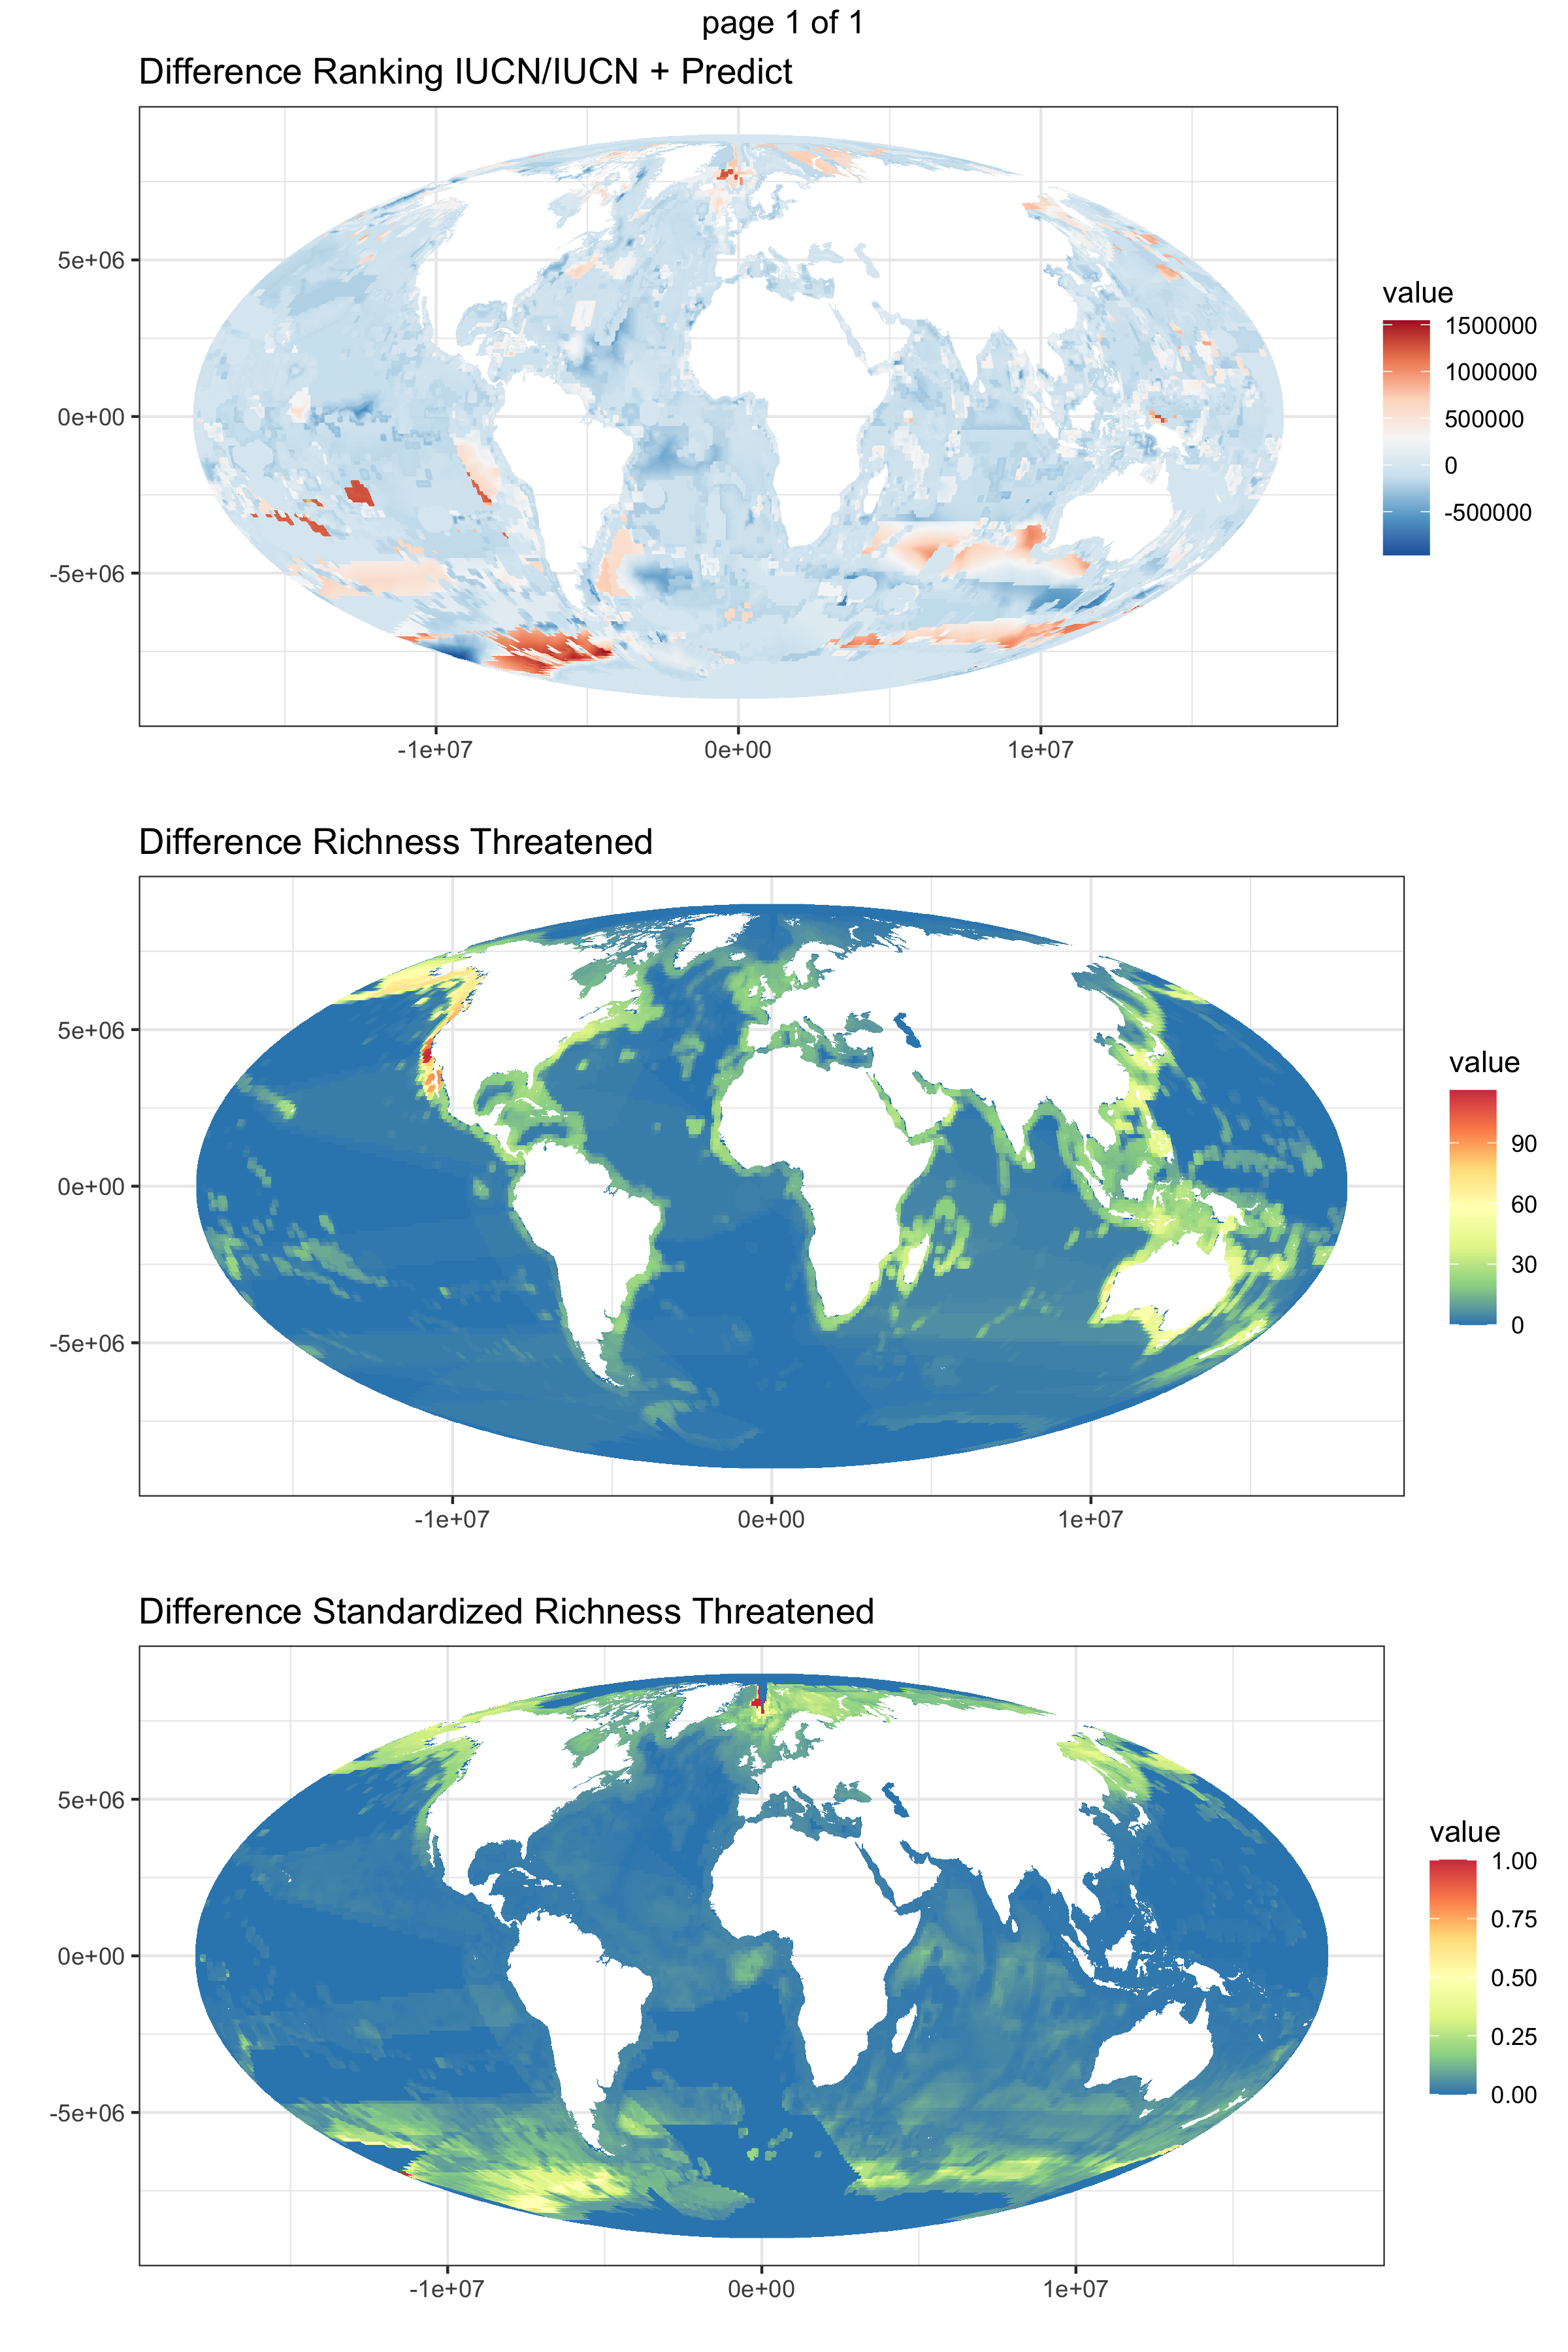 page 1 of 1
Difference Ranking IUCN/IUCN + Predict
5e+06
0e+00
-5e+06
-1e+07
0e+00
1e+07
value
1500000
1000000
500000
0
-500000
Difference Richness Threatened
5e+06
0e+00
-5e+06
-1e+07
0e+00
1e+07
value
90
60
30
0
Difference Standardized Richness Threatened
5e+06
0e+00
-5e+06
-1e+07
0e+00
1e+07
value
1.00
0.75
0.50
0.25
0.00